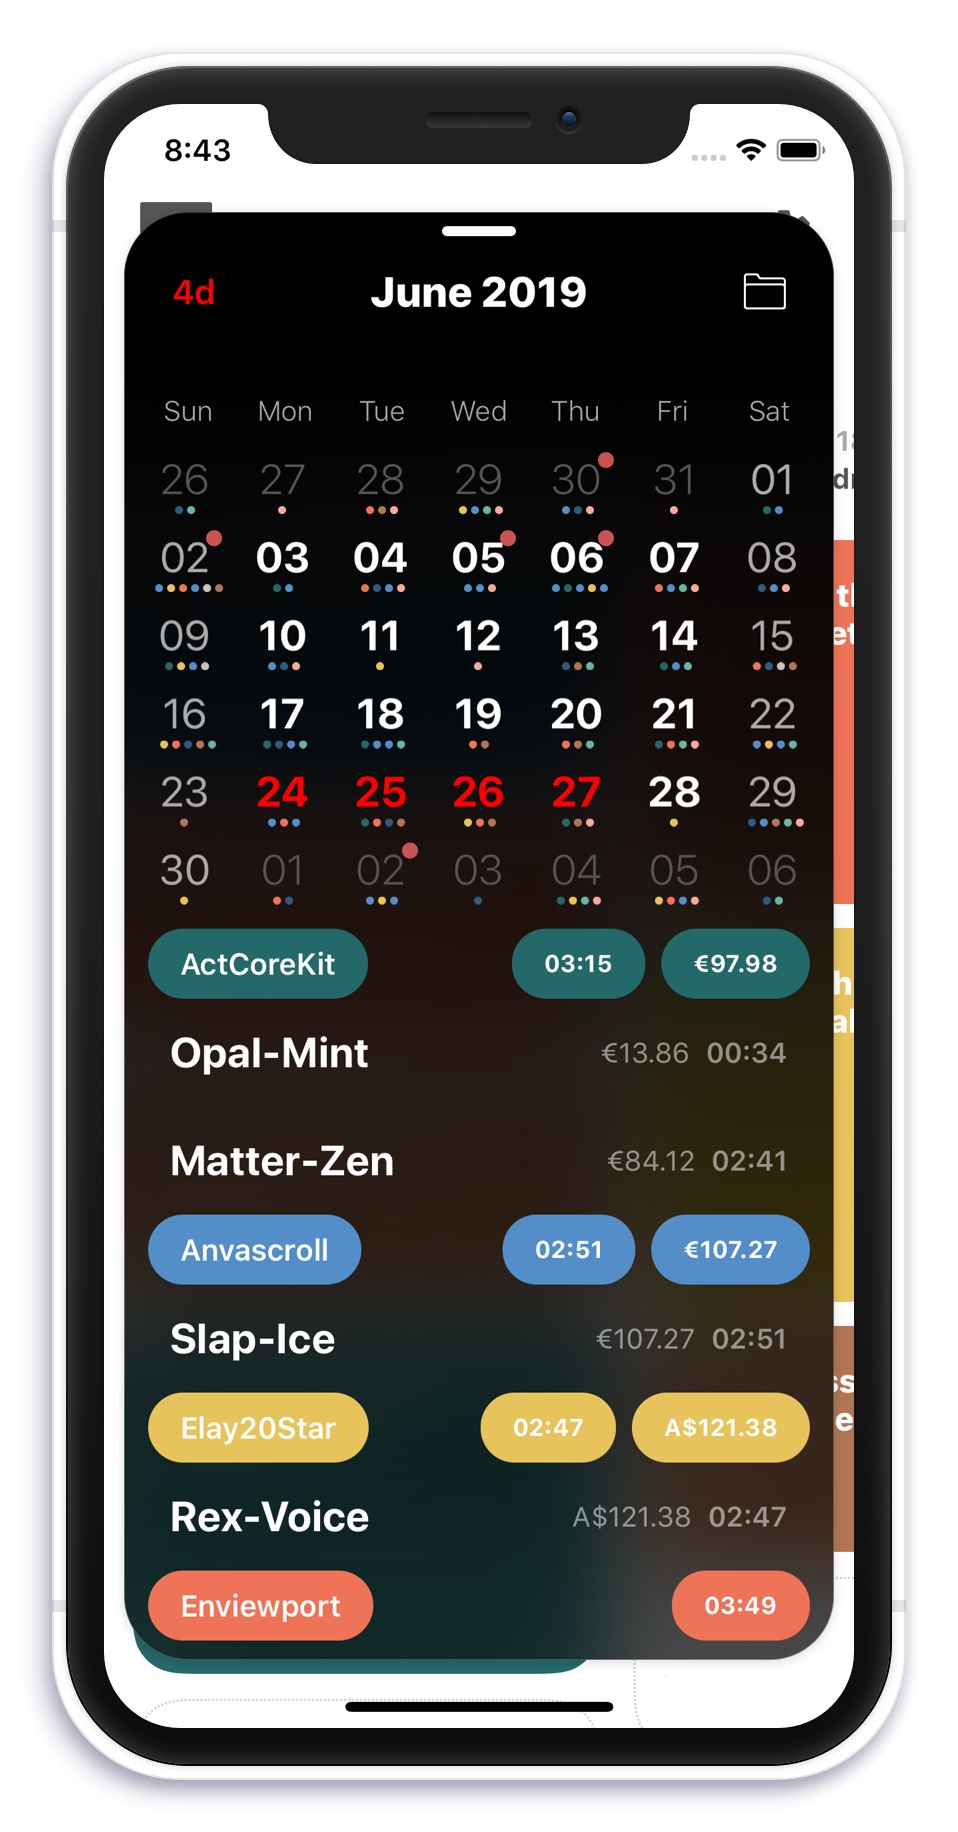 8:43
4d June 2019
Sun Mon Tue Wed Thu Fri Sat
26 27 28 29 30 31 01
02 03 04 05 06 07 08
09 10 11 12 13 14 15
16 17 18 19 20 21 22
23 24 25 26 27 28 29
30 01 02 03 04 05 06
ActCoreKit 03:15 €97.98
Opal-Mint €13.86 00:34
Matter-Zen €84.12 02:41
Anvascroll 02:51 €107.27
Slap-Ice €107.27 02:51
Elay20Star 02:47 A$121.38
Rex-Voice A$121.38 02:47
Enviewport 03:49